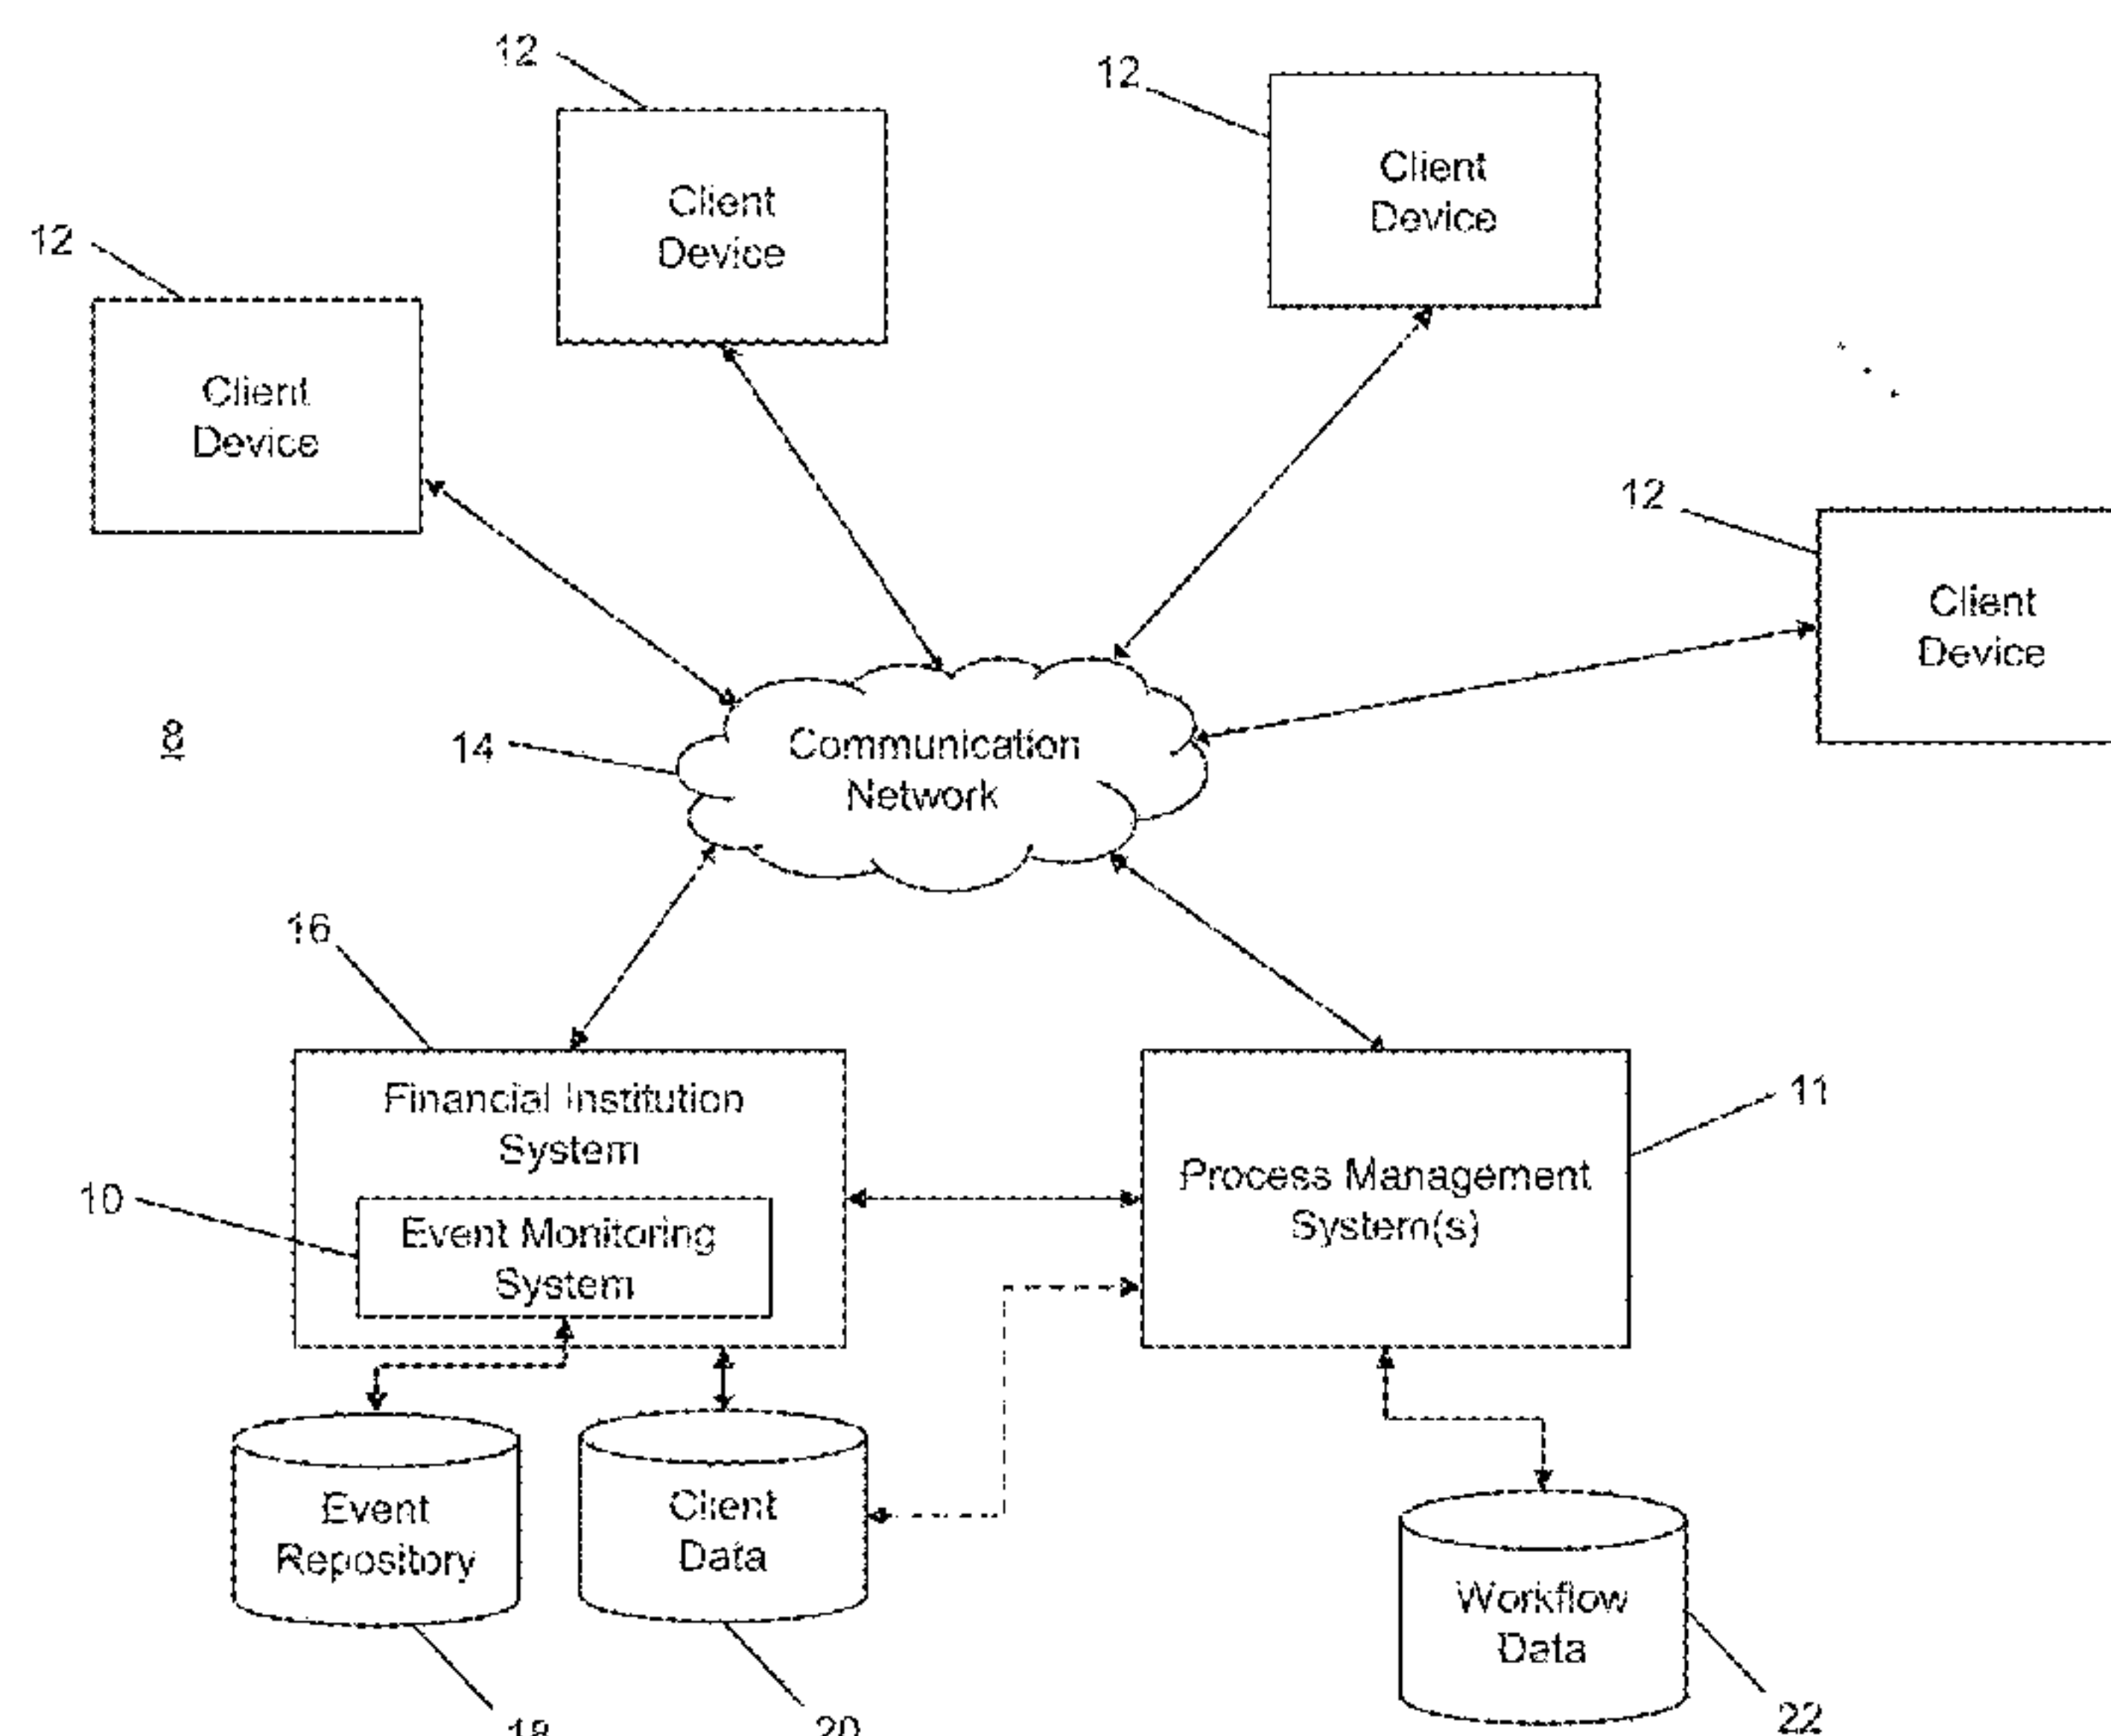 12
12
12
Client
Device
Client
Device
Client
Device
12
Client
Device
8
14
Communication
Network
16
Financial Institution
System
11
Process Management
System(s)
10
Event Monitoring
System
Event
Repository
Client
Data
Workflow
Data
18
20
22